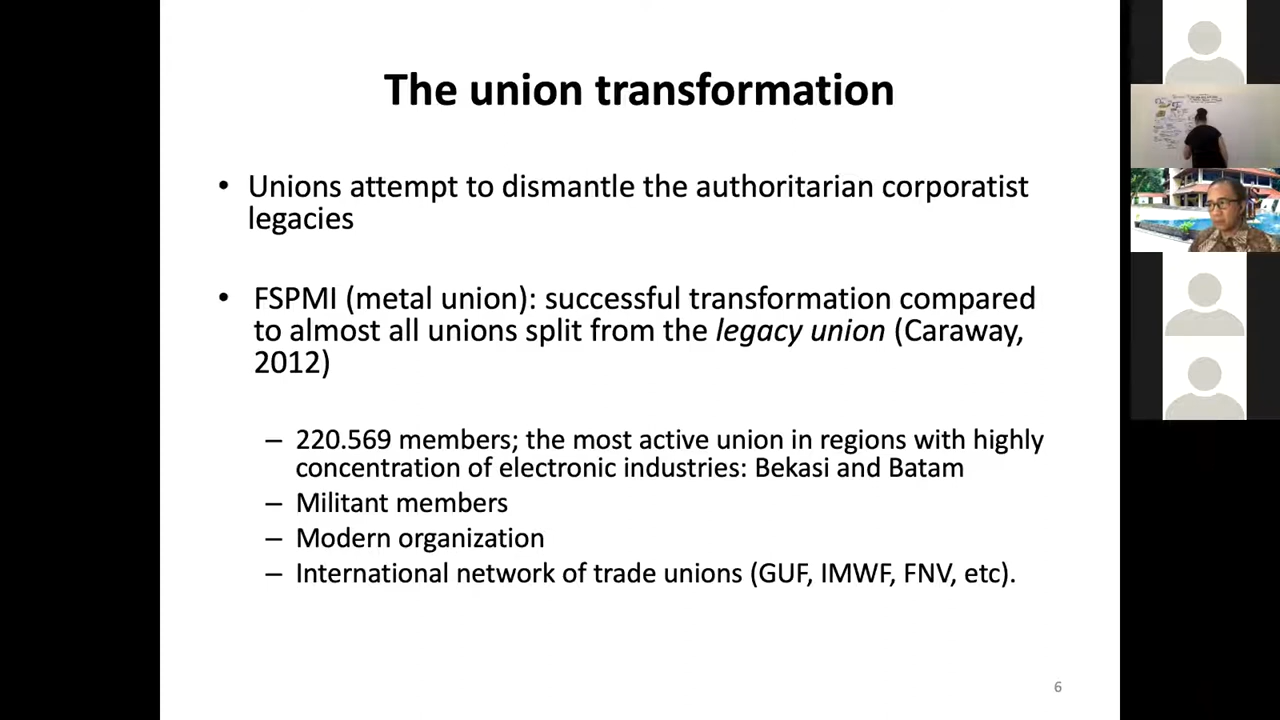 The union transformation
• Unions attempt to dismantle the authoritarian corporatist
legacies
• FSPMI (metal union): successful transformation compared
to almost all unions split from the legacy union (Caraway,
2012)
– 220.569 members; the most active union in regions with highly
concentration of electronic industries: Bekasi and Batam
– Militant members
– Modern organization
– International network of trade unions (GUF, IMWF, FNV, etc).
6